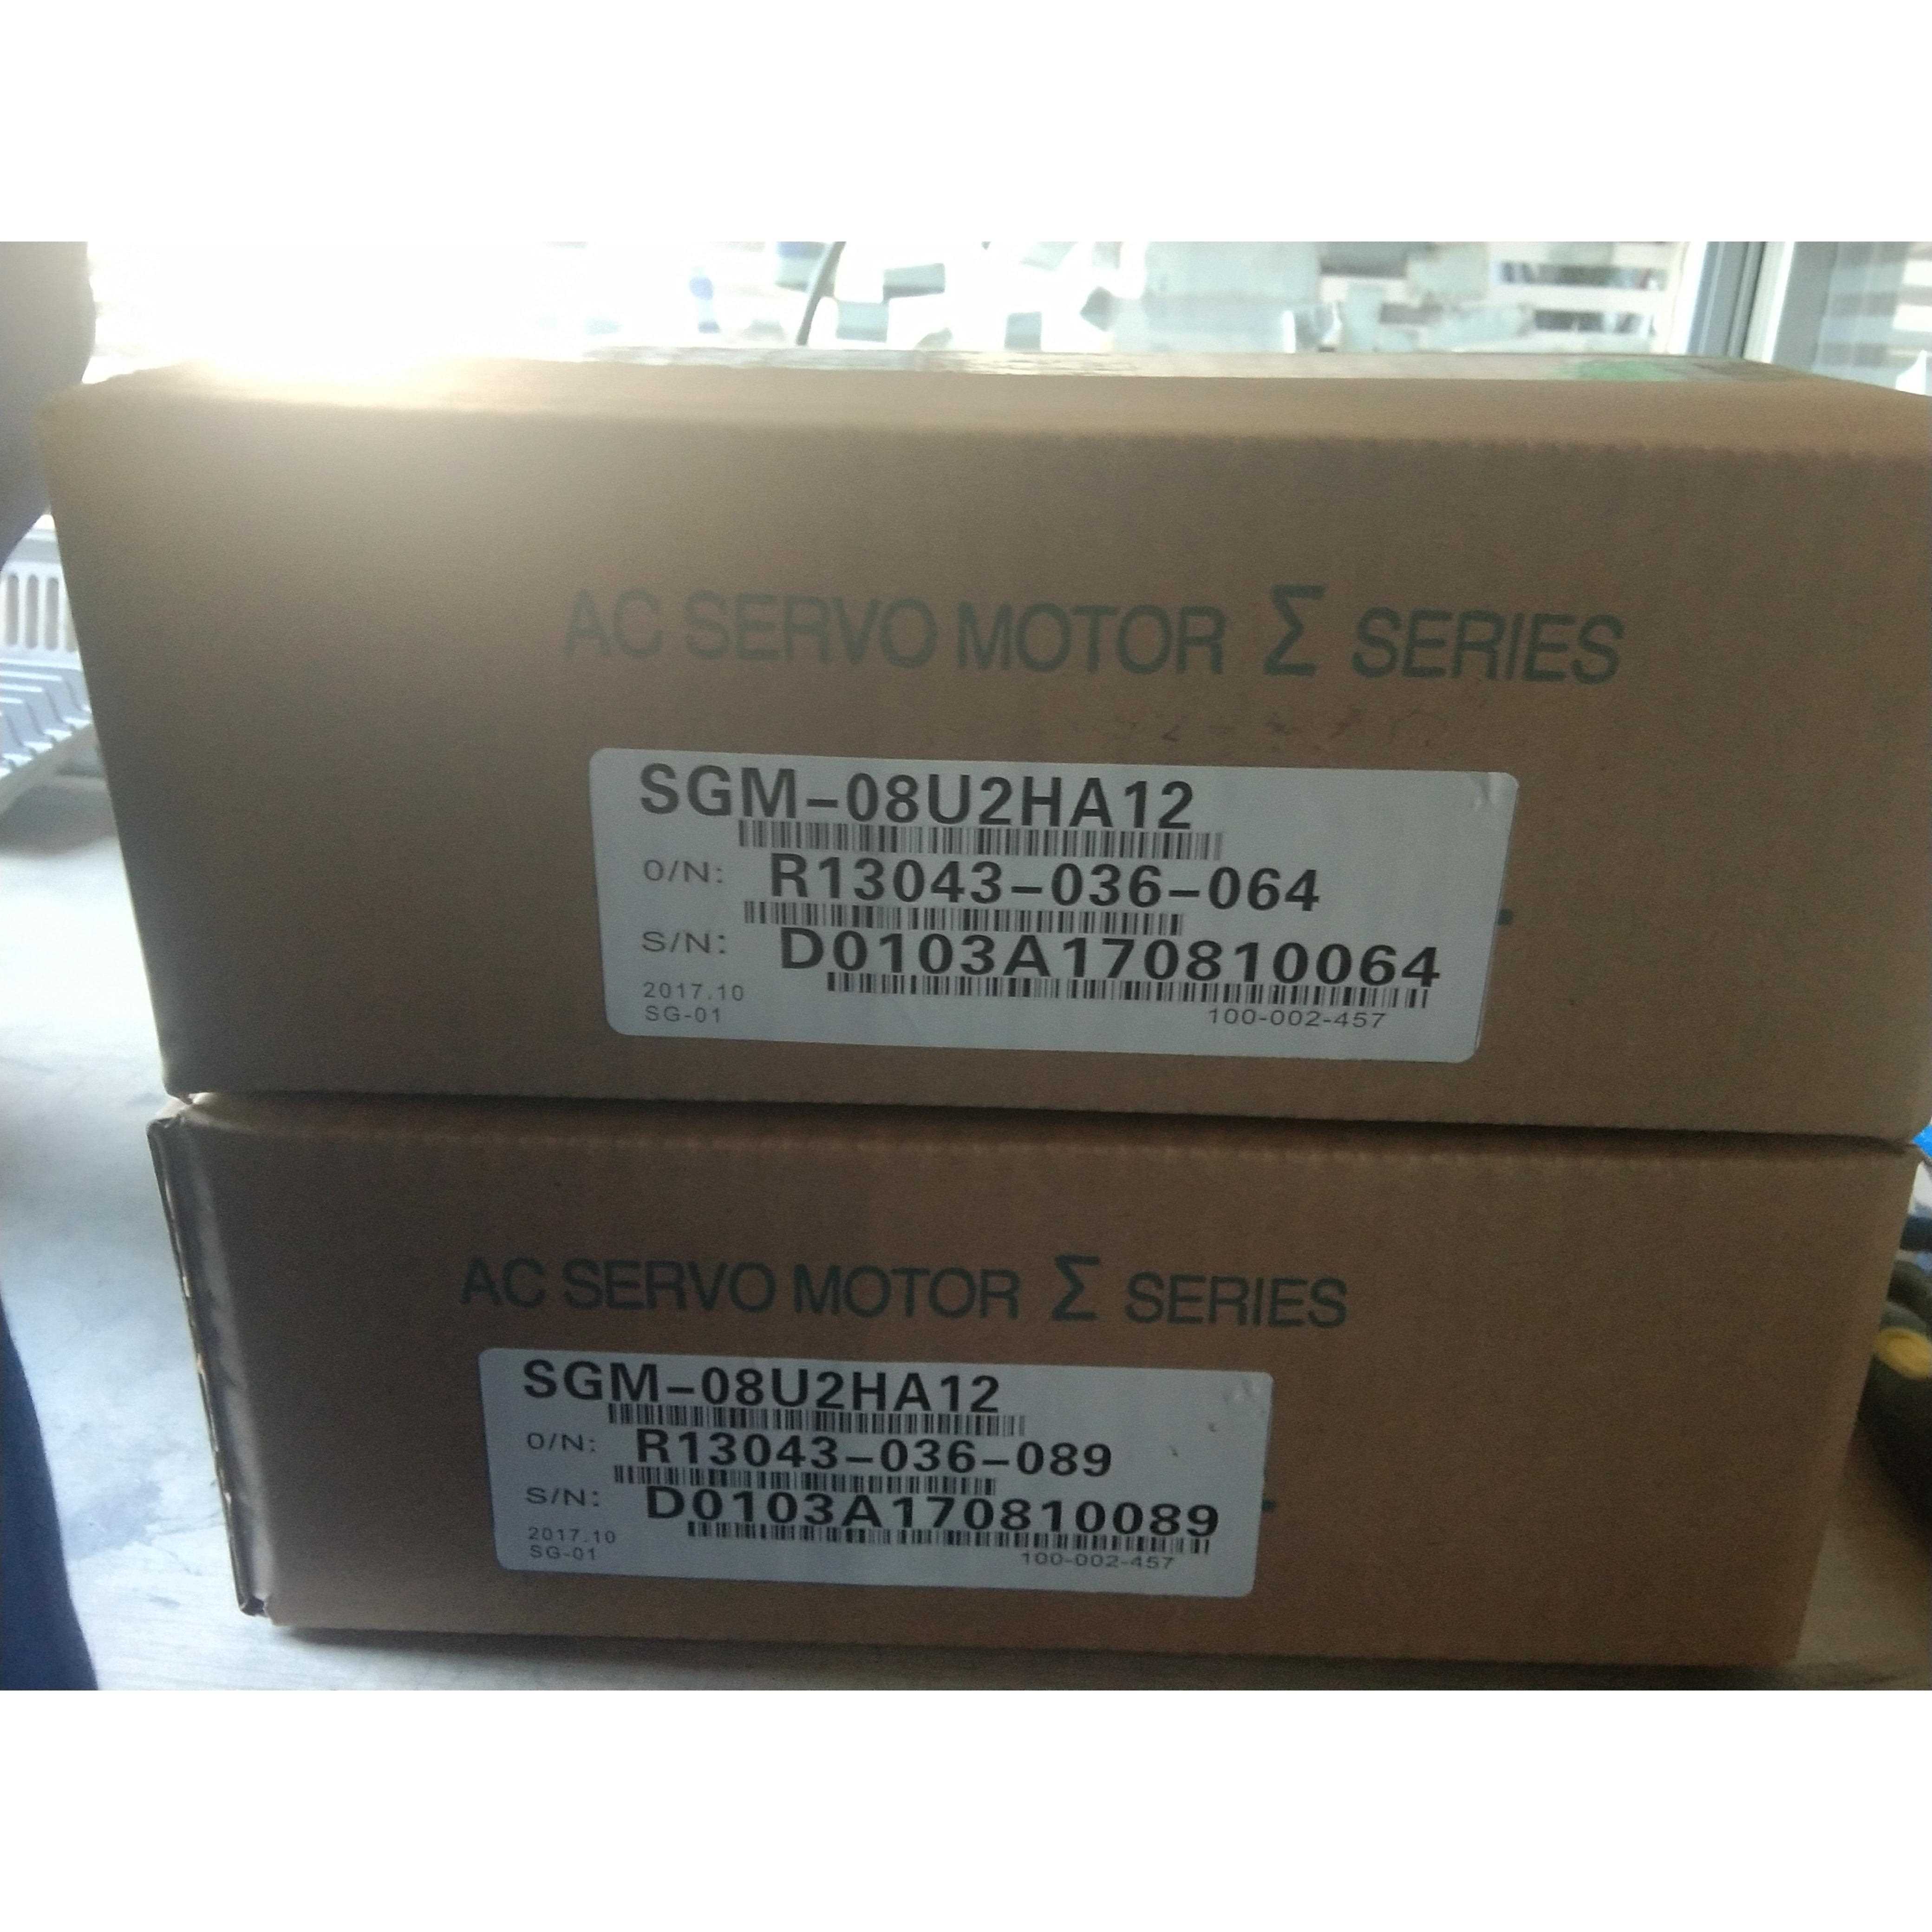 AC SERVO MOTOR Σ SERIES
SGM-08U2HA12
O/N: R13043-036-064
S/N: D0103A170810064
2017.10
SG-01 100-002-457
AC SERVO MOTOR Σ SERIES
SGM-08U2HA12
O/N: R13043-036-089
S/N: D0103A170810089
2017.10
SG-01 100-002-457